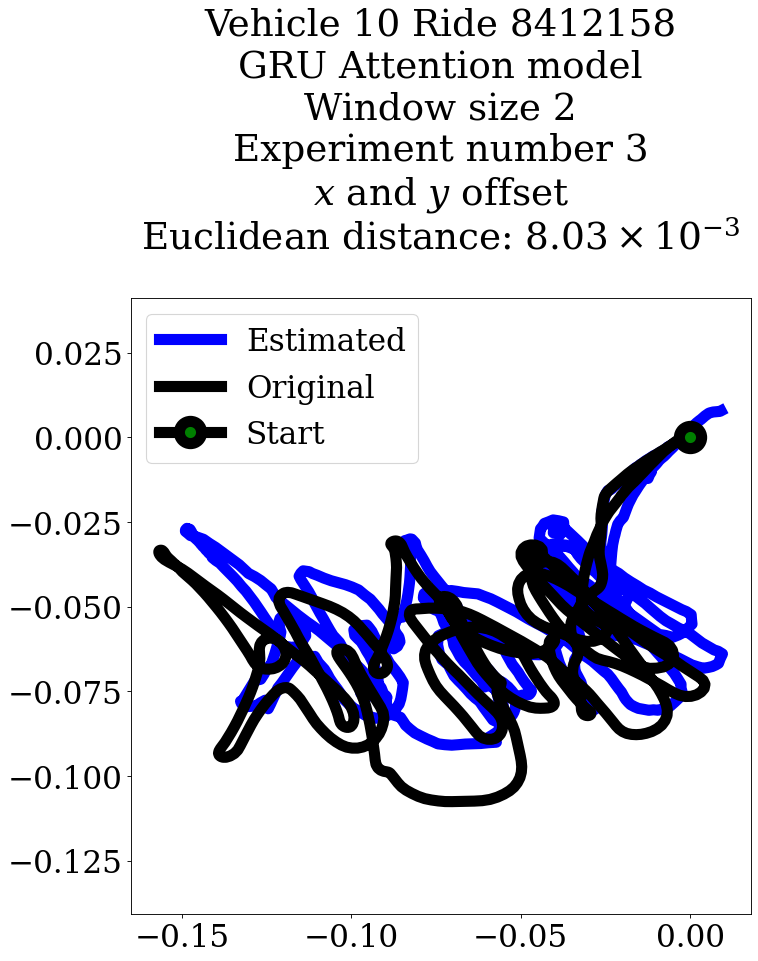 Vehicle 10 Ride 8412158
GRU Attention model
Window size 2
Experiment number 3
x and y offset
Euclidean distance: 8.03 × 10⁻³
Estimated
Original
Start
0.025
0.000
−0.025
−0.050
−0.075
−0.100
−0.125
−0.15
−0.10
−0.05
0.00